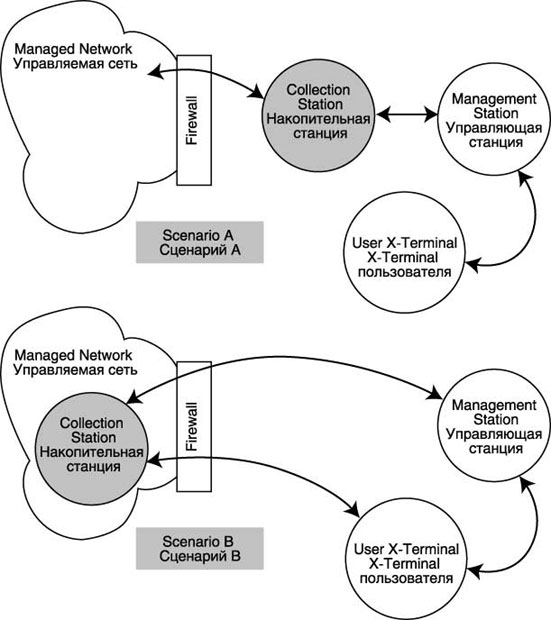 Managed Network
Управляемая сеть
Firewall
Collection
Station
Накопительная
станция
Management
Station
Управляющая
станция
Scenario A
Сценарий А
User X-Terminal
X-Terminal
пользователя
Managed Network
Управляемая сеть
Collection
Station
Накопительная
станция
Firewall
Management
Station
Управляющая
станция
Scenario B
Сценарий B
User X-Terminal
X-Terminal
пользователя